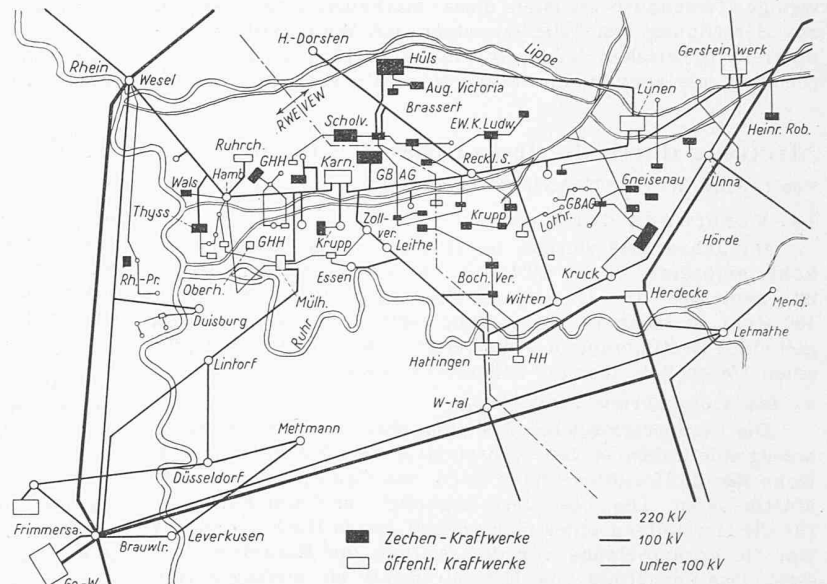 H.-Dorsten
Hüls
Lippe
Gerstein werk
Rhein
Wesel
Aug. Victoria
Lünen
RWE|VEW
Brassert
Scholv.
EW.K.Ludw.
Heinr. Rob.
Ruhrch.
GHH
Karn.
GB AG
Reckl. S.
Hamb.
Wals.
Gneisenau
Unna
Thyss.
Krupp
GBAG
Zoll-
ver.
Lothr.
GHH
Krupp
Leithe
Hörde
Rh.-Pr.
Oberh.
Essen
Boch. Ver.
Kruck.
Mülh.
Witten
Herdecke
Mend.
Duisburg
Ruhr
Letmathe
Lintorf
Hattingen
HH
W-tal
Mettmann
Düsseldorf
220 kV
Frimmersa.
Zechen-Kraftwerke
100 kV
Brauwlr.
Leverkusen
öffentl. Kraftwerke
unter 100 kV